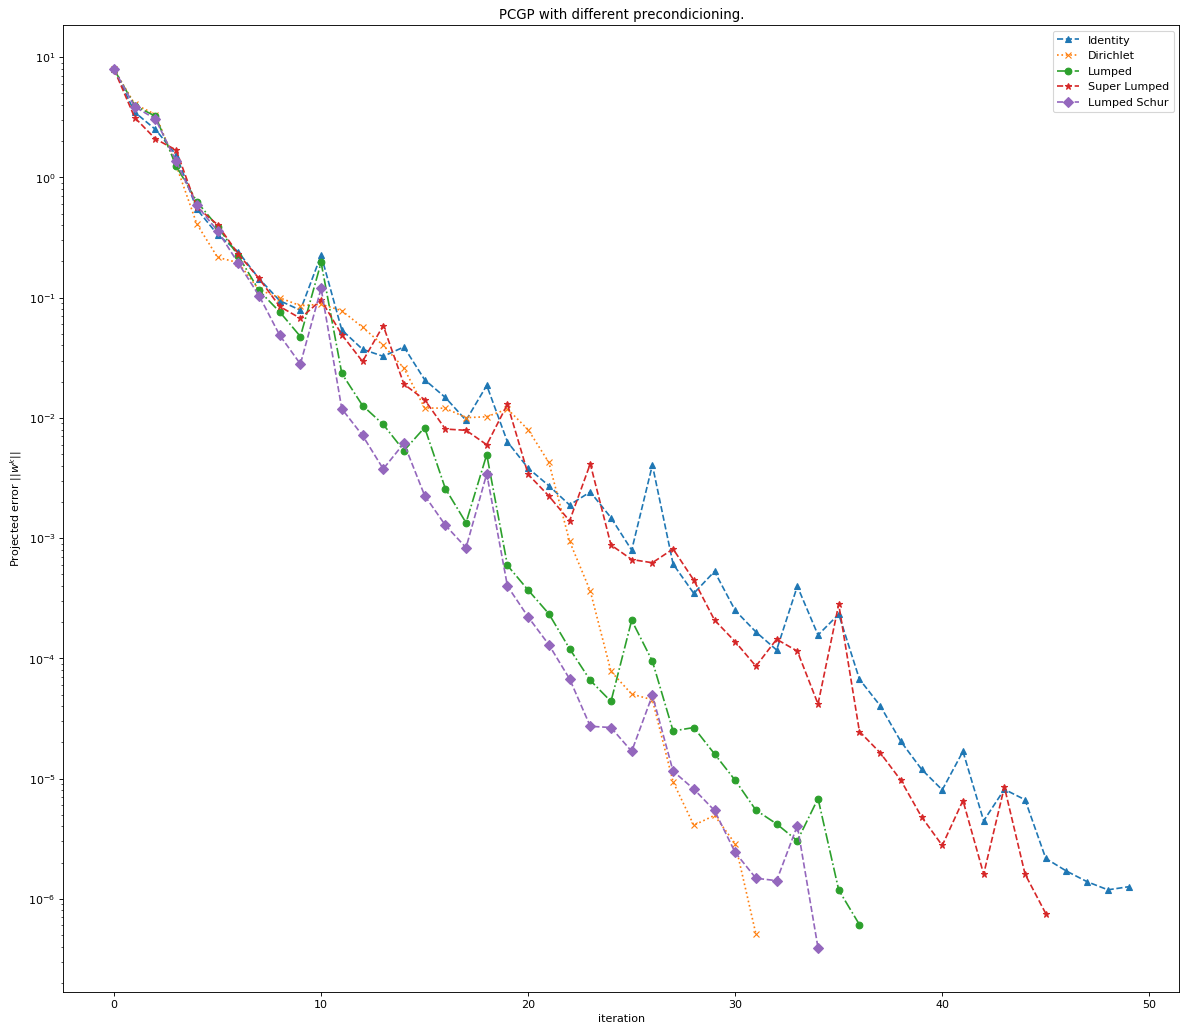 PCGP with different precondicioning.
Identity
Dirichlet
Lumped
Super Lumped
Lumped Schur
10¹
10⁰
10⁻¹
10⁻²
10⁻³
10⁻⁴
10⁻⁵
10⁻⁶
Projected error ||wᵏ||
0 10 20 30 40 50
iteration